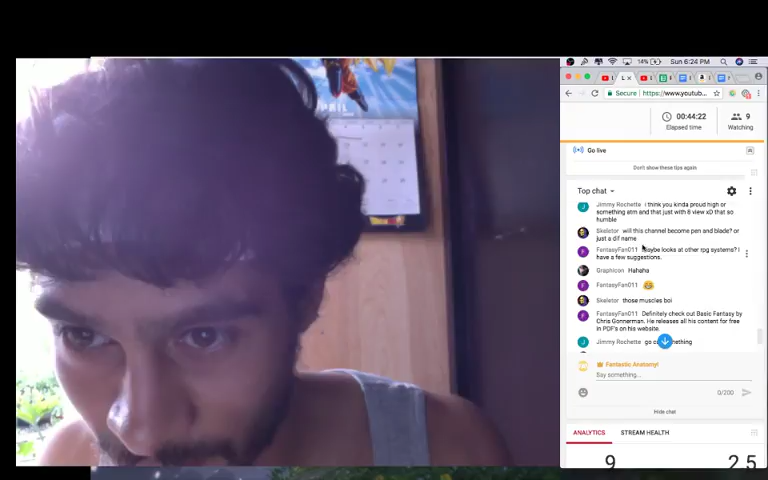 14%
Sun 6:24 PM
Secure
https://www.youtub...
00:44:22
9
Elapsed time
Watching
Go live
Don't show these tips again
Top chat
Jimmy Rochette i think you kinda proud high or
something atm and that just with 8 view xD that so
humble
Skeletor will this channel become pen and blade? or
just a dif name
FantasyFan011 Maybe looks at other rpg systems? I
have a few suggestions.
Graphicon Hahaha
FantasyFan011
Skeletor those muscles boi
FantasyFan011 Definitely check out Basic Fantasy by
Chris Gonnerman. He releases all his content for free
in PDF's on his website.
Jimmy Rochette
Fantastic Anatomy!
Say something...
0/200
Hide chat
ANALYTICS
STREAM HEALTH
9
2.5